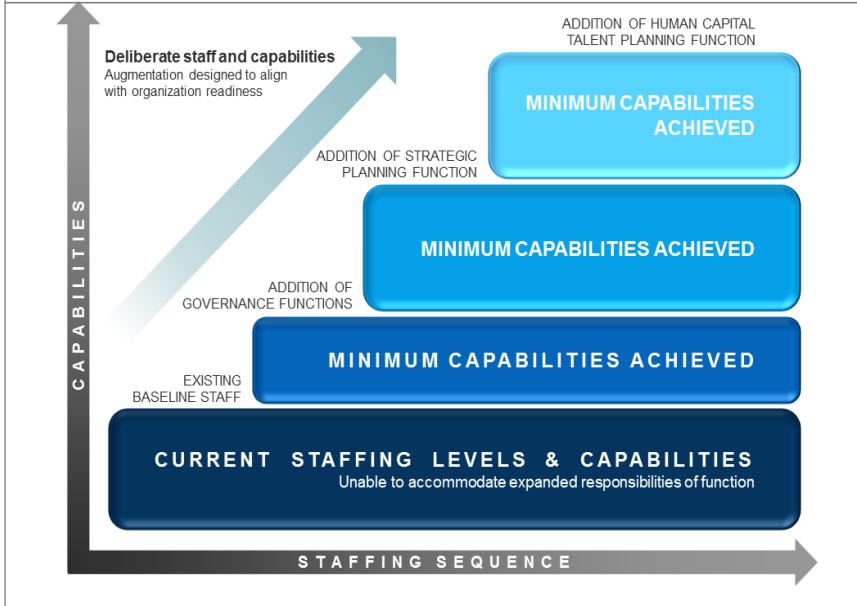 ADDITION OF HUMAN CAPITAL
TALENT PLANNING FUNCTION
Deliberate staff and capabilities
Augmentation designed to align
with organization readiness
MINIMUM CAPABILITIES
ACHIEVED
ADDITION OF STRATEGIC
PLANNING FUNCTION
MINIMUM CAPABILITIES ACHIEVED
ADDITION OF
GOVERNANCE FUNCTIONS
MINIMUM CAPABILITIES ACHIEVED
EXISTING
BASELINE STAFF
CURRENT STAFFING LEVELS & CAPABILITIES
Unable to accommodate expanded responsibilities of function
CAPABILITIES
STAFFING SEQUENCE